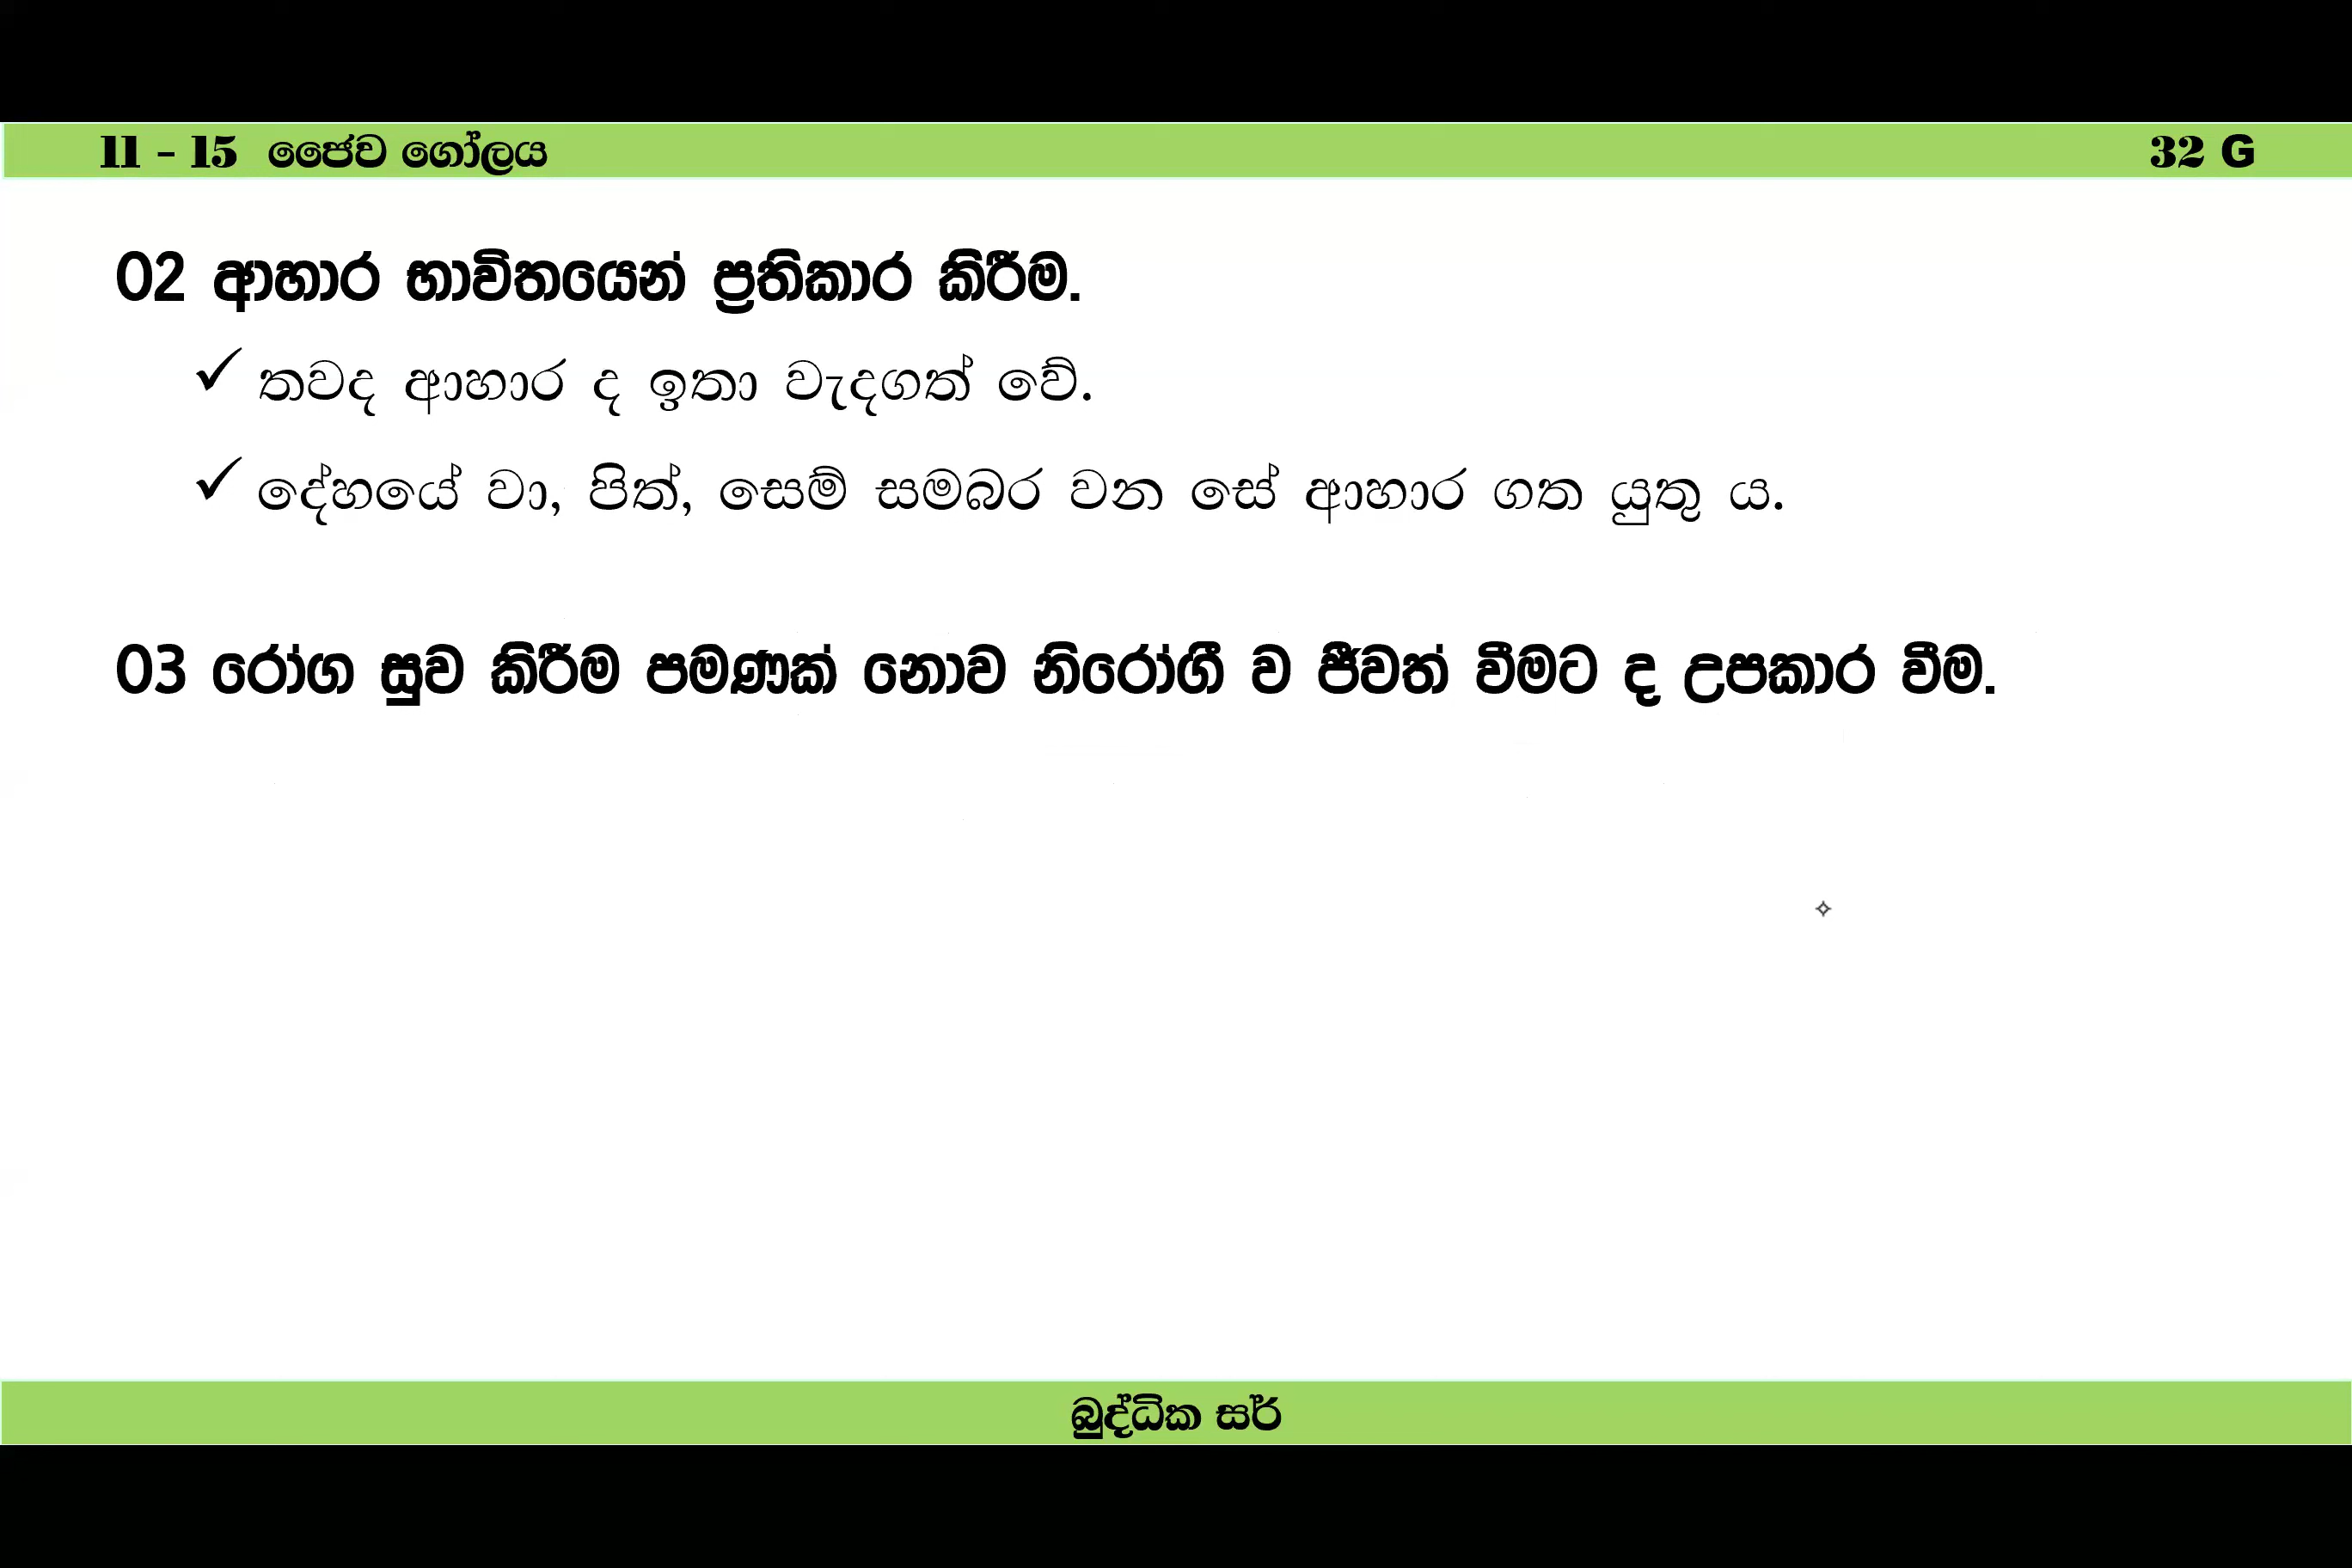 11 - 15 ජෛව ගෝලය
32 G
02 ආහාර භාවිතයෙන් ප්‍රතිකාර කිරීම.
✓ තවද ආහාර ද ඉතා වැදගත් වේ.
✓ දේහයේ වා, පිත්, සෙම් සමබර වන සේ ආහාර ගත යුතු ය.
03 රෝග සුව කිරීම පමණක් නොව නිරෝගී ව ජීවත් වීමට ද උපකාර වීම.
බුද්ධික සර්